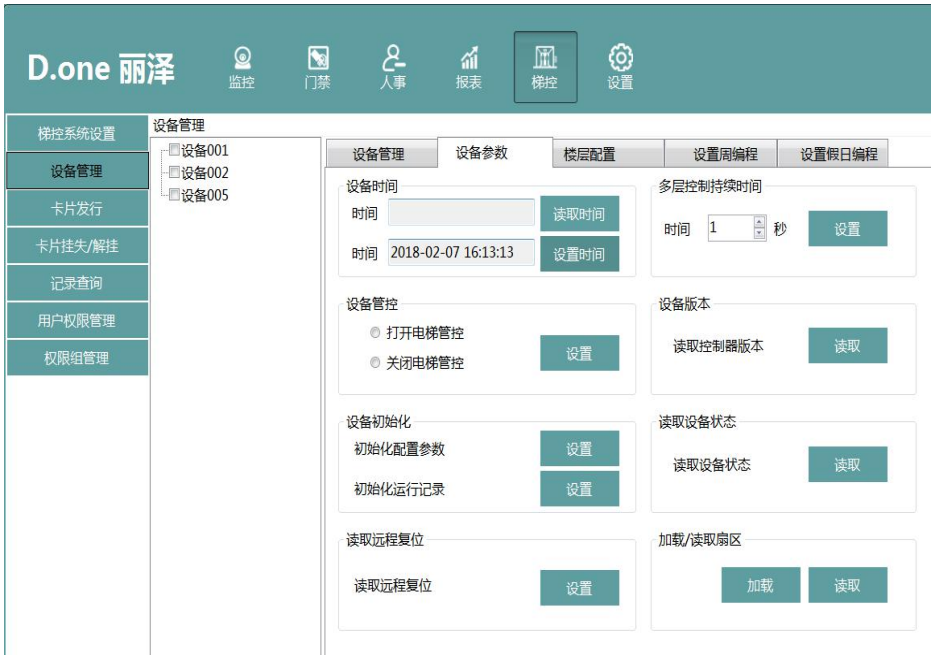 D.one 丽泽
监控
门禁
人事
报表
梯控
设置
梯控系统设置
设备管理
卡片发行
卡片挂失/解挂
记录查询
用户权限管理
权限组管理
设备管理
设备001
设备002
设备005
设备管理
设备参数
楼层配置
设置周编程
设置假日编程
设备时间
时间
读取时间
时间 2018-02-07 16:13:13
设置时间
多层控制持续时间
时间 1 秒
设置
设备管控
打开电梯管控
关闭电梯管控
设置
设备版本
读取控制器版本
读取
设备初始化
初始化配置参数
设置
初始化运行记录
设置
读取设备状态
读取设备状态
读取
读取远程复位
读取远程复位
设置
加载/读取扇区
加载
读取